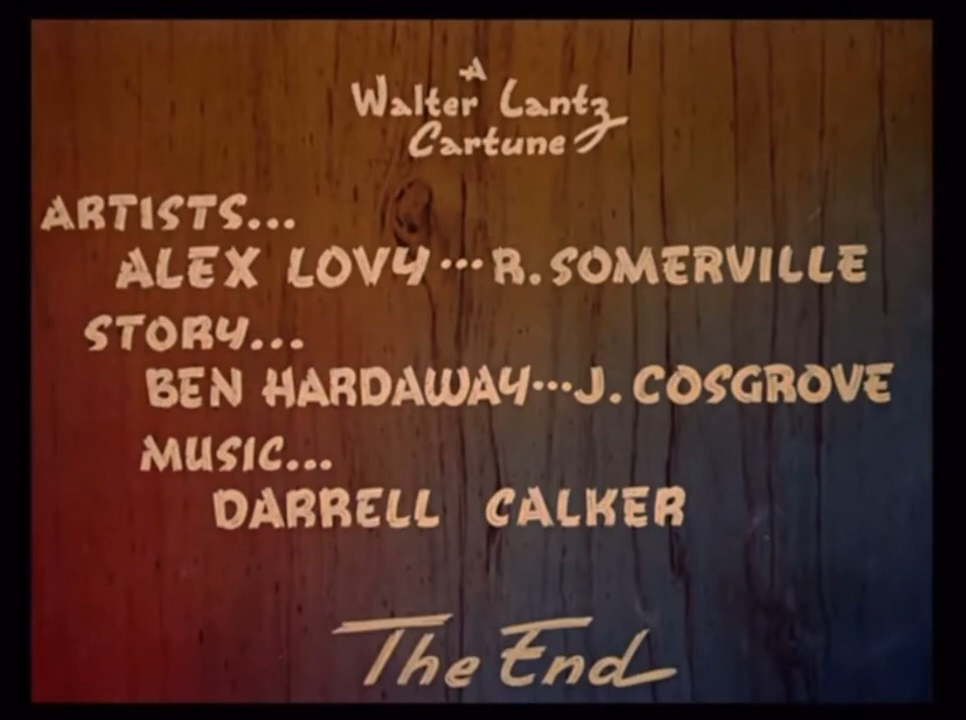 A
Walter Lantz
Cartune
ARTISTS...
ALEX LOVY...R. SOMERVILLE
STORY...
BEN HARDAWAY...J. COSGROVE
MUSIC...
DARRELL CALKER
The End